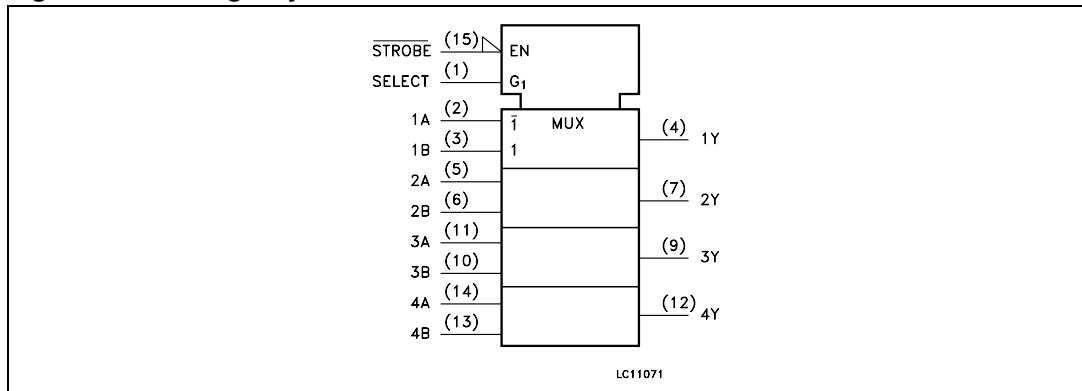 STROBE (15) EN
SELECT (1) G1
1A (2) 1 MUX (4) 1Y
1B (3) 1
2A (5)
2B (6) (7) 2Y
3A (11)
3B (10) (9) 3Y
4A (14)
4B (13) (12) 4Y
LC11071